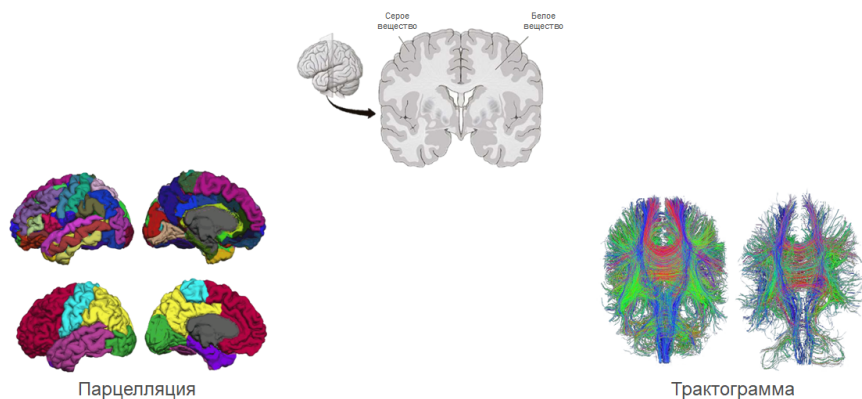 Серое
вещество
Белое
вещество
Парцелляция
Трактограмма